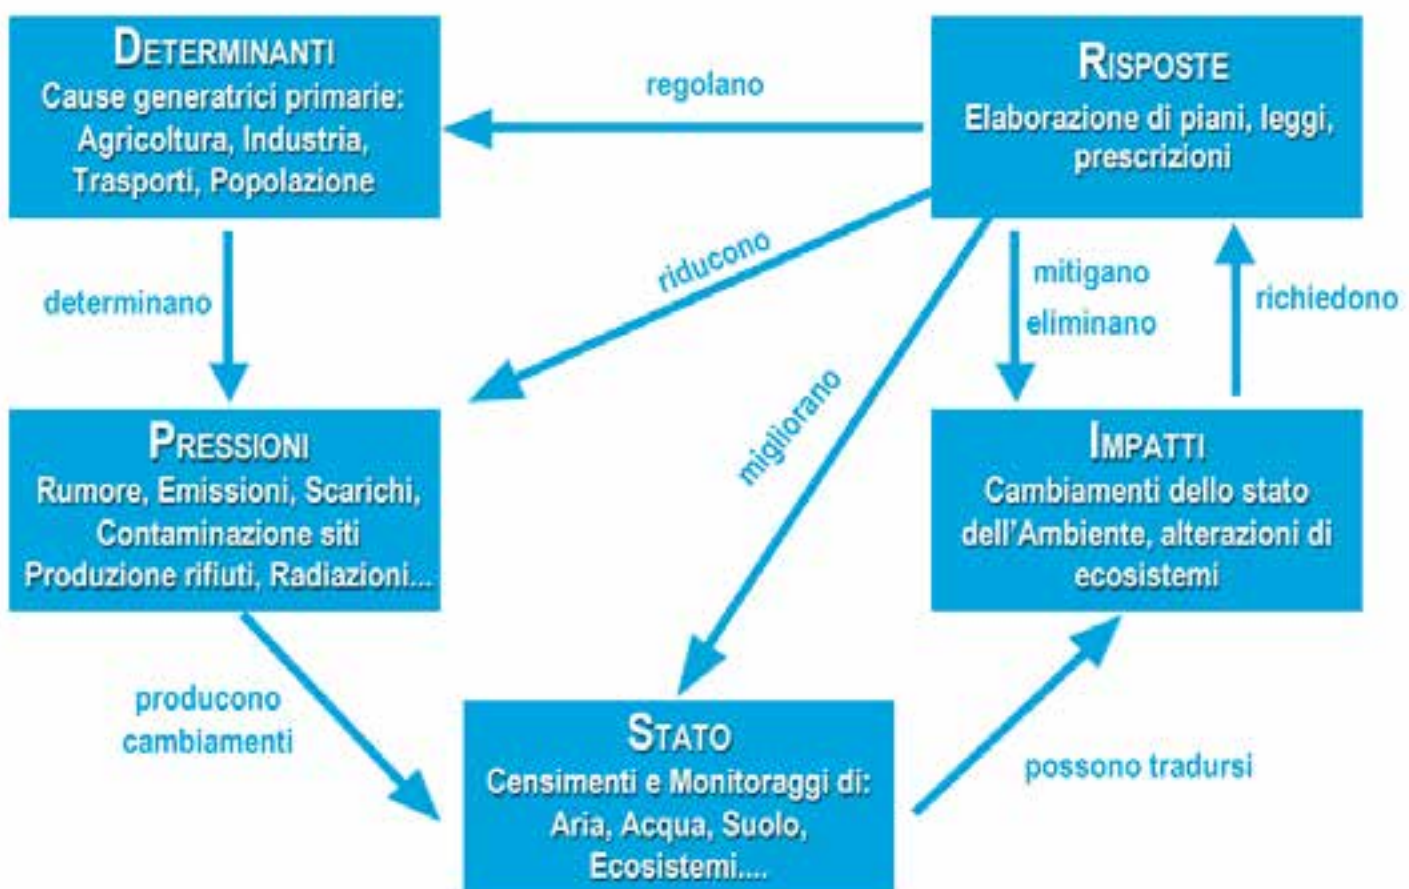 DETERMINANTI
Cause generatrici primarie:
Agricoltura, Industria,
Trasporti, Popolazione
regolano
RISPOSTE
Elaborazione di piani, leggi,
prescrizioni
determinano
riducono
migliorano
mitigano
eliminano
richiedono
PRESSIONI
Rumore, Emissioni, Scarichi,
Contaminazione siti
Produzione rifiuti, Radiazioni...
IMPATTI
Cambiamenti dello stato
dell'Ambiente, alterazioni di
ecosistemi
producono
cambiamenti
STATO
Censimenti e Monitoraggi di:
Aria, Acqua, Suolo,
Ecosistemi....
possono tradursi